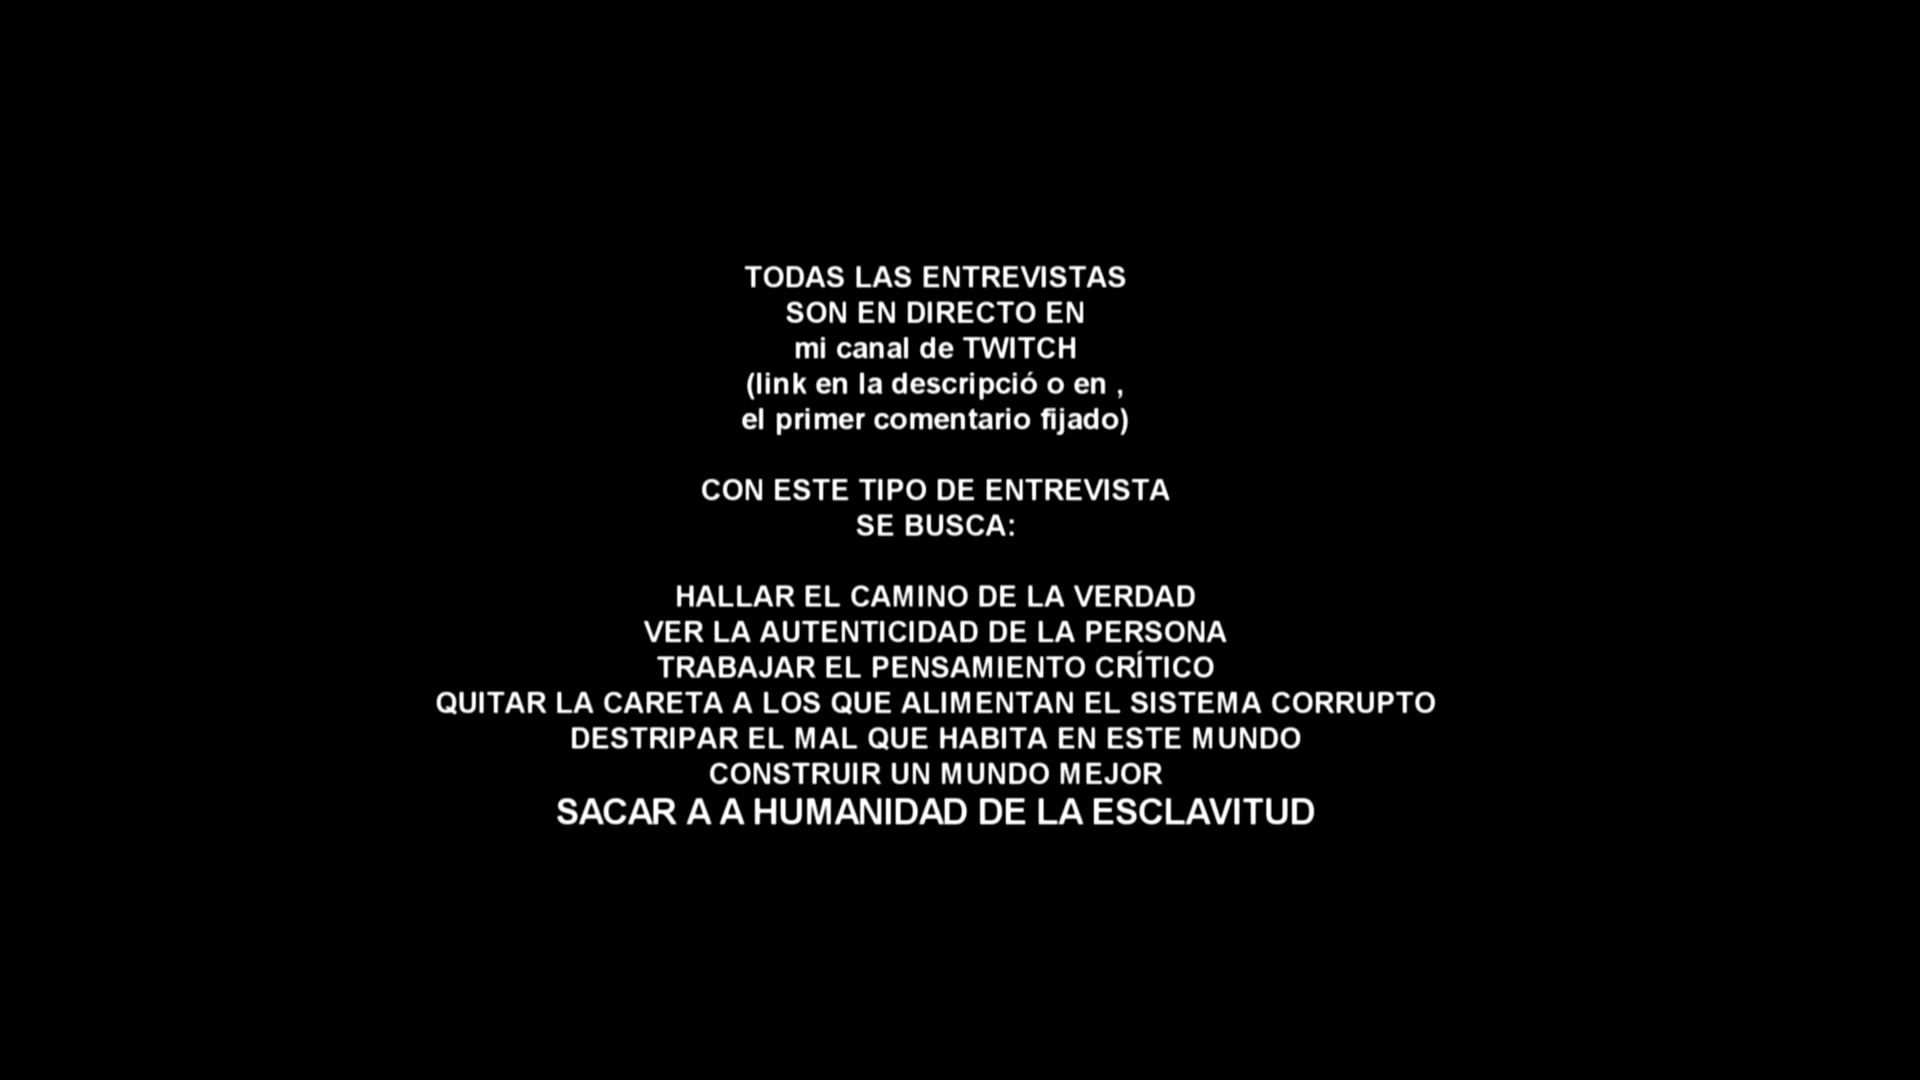 TODAS LAS ENTREVISTAS
SON EN DIRECTO EN
mi canal de TWITCH
(link en la descripció o en ,
el primer comentario fijado)
CON ESTE TIPO DE ENTREVISTA
SE BUSCA:
HALLAR EL CAMINO DE LA VERDAD
VER LA AUTENTICIDAD DE LA PERSONA
TRABAJAR EL PENSAMIENTO CRÍTICO
QUITAR LA CARETA A LOS QUE ALIMENTAN EL SISTEMA CORRUPTO
DESTRIPAR EL MAL QUE HABITA EN ESTE MUNDO
CONSTRUIR UN MUNDO MEJOR
SACAR A A HUMANIDAD DE LA ESCLAVITUD